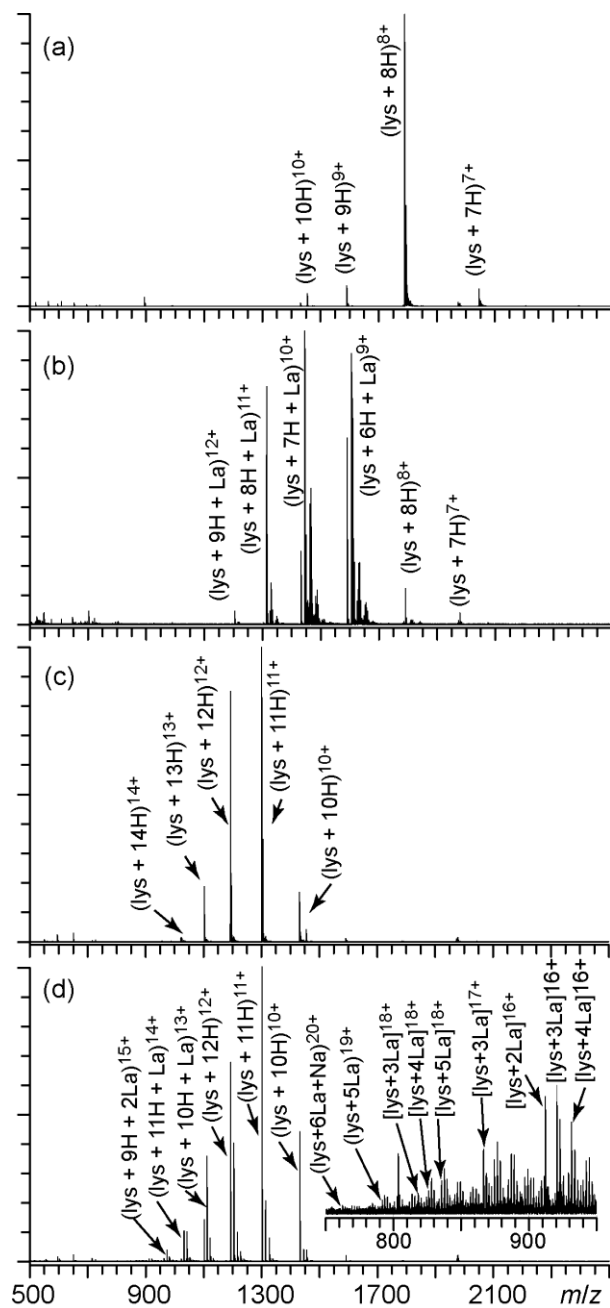 (a)
(lys + 10H)¹⁰⁺
(lys + 9H)⁹⁺
(lys + 8H)⁸⁺
(lys + 7H)⁷⁺
(b)
(lys + 9H + La)¹²⁺
(lys + 8H + La)¹¹⁺
(lys + 7H + La)¹⁰⁺
(lys + 6H + La)⁹⁺
(lys + 8H)⁸⁺
(lys + 7H)⁷⁺
(c)
(lys + 14H)¹⁴⁺
(lys + 13H)¹³⁺
(lys + 12H)¹²⁺
(lys + 11H)¹¹⁺
(lys + 10H)¹⁰⁺
(d)
(lys + 9H + 2La)¹⁵⁺
(lys + 11H + La)¹⁴⁺
(lys + 10H + La)¹³⁺
(lys + 12H)¹²⁺
(lys + 11H)¹¹⁺
(lys + 10H)¹⁰⁺
(lys+6La+Na)²⁰⁺
(lys+5La)¹⁹⁺
[lys+3La]¹⁸⁺
[lys+4La]¹⁸⁺
[lys+5La]¹⁸⁺
[lys+3La]¹⁷⁺
[lys+2La]¹⁶⁺
[lys+3La]¹⁶⁺
[lys+4La]¹⁶⁺
800 900
500 900 1300 1700 2100 m/z